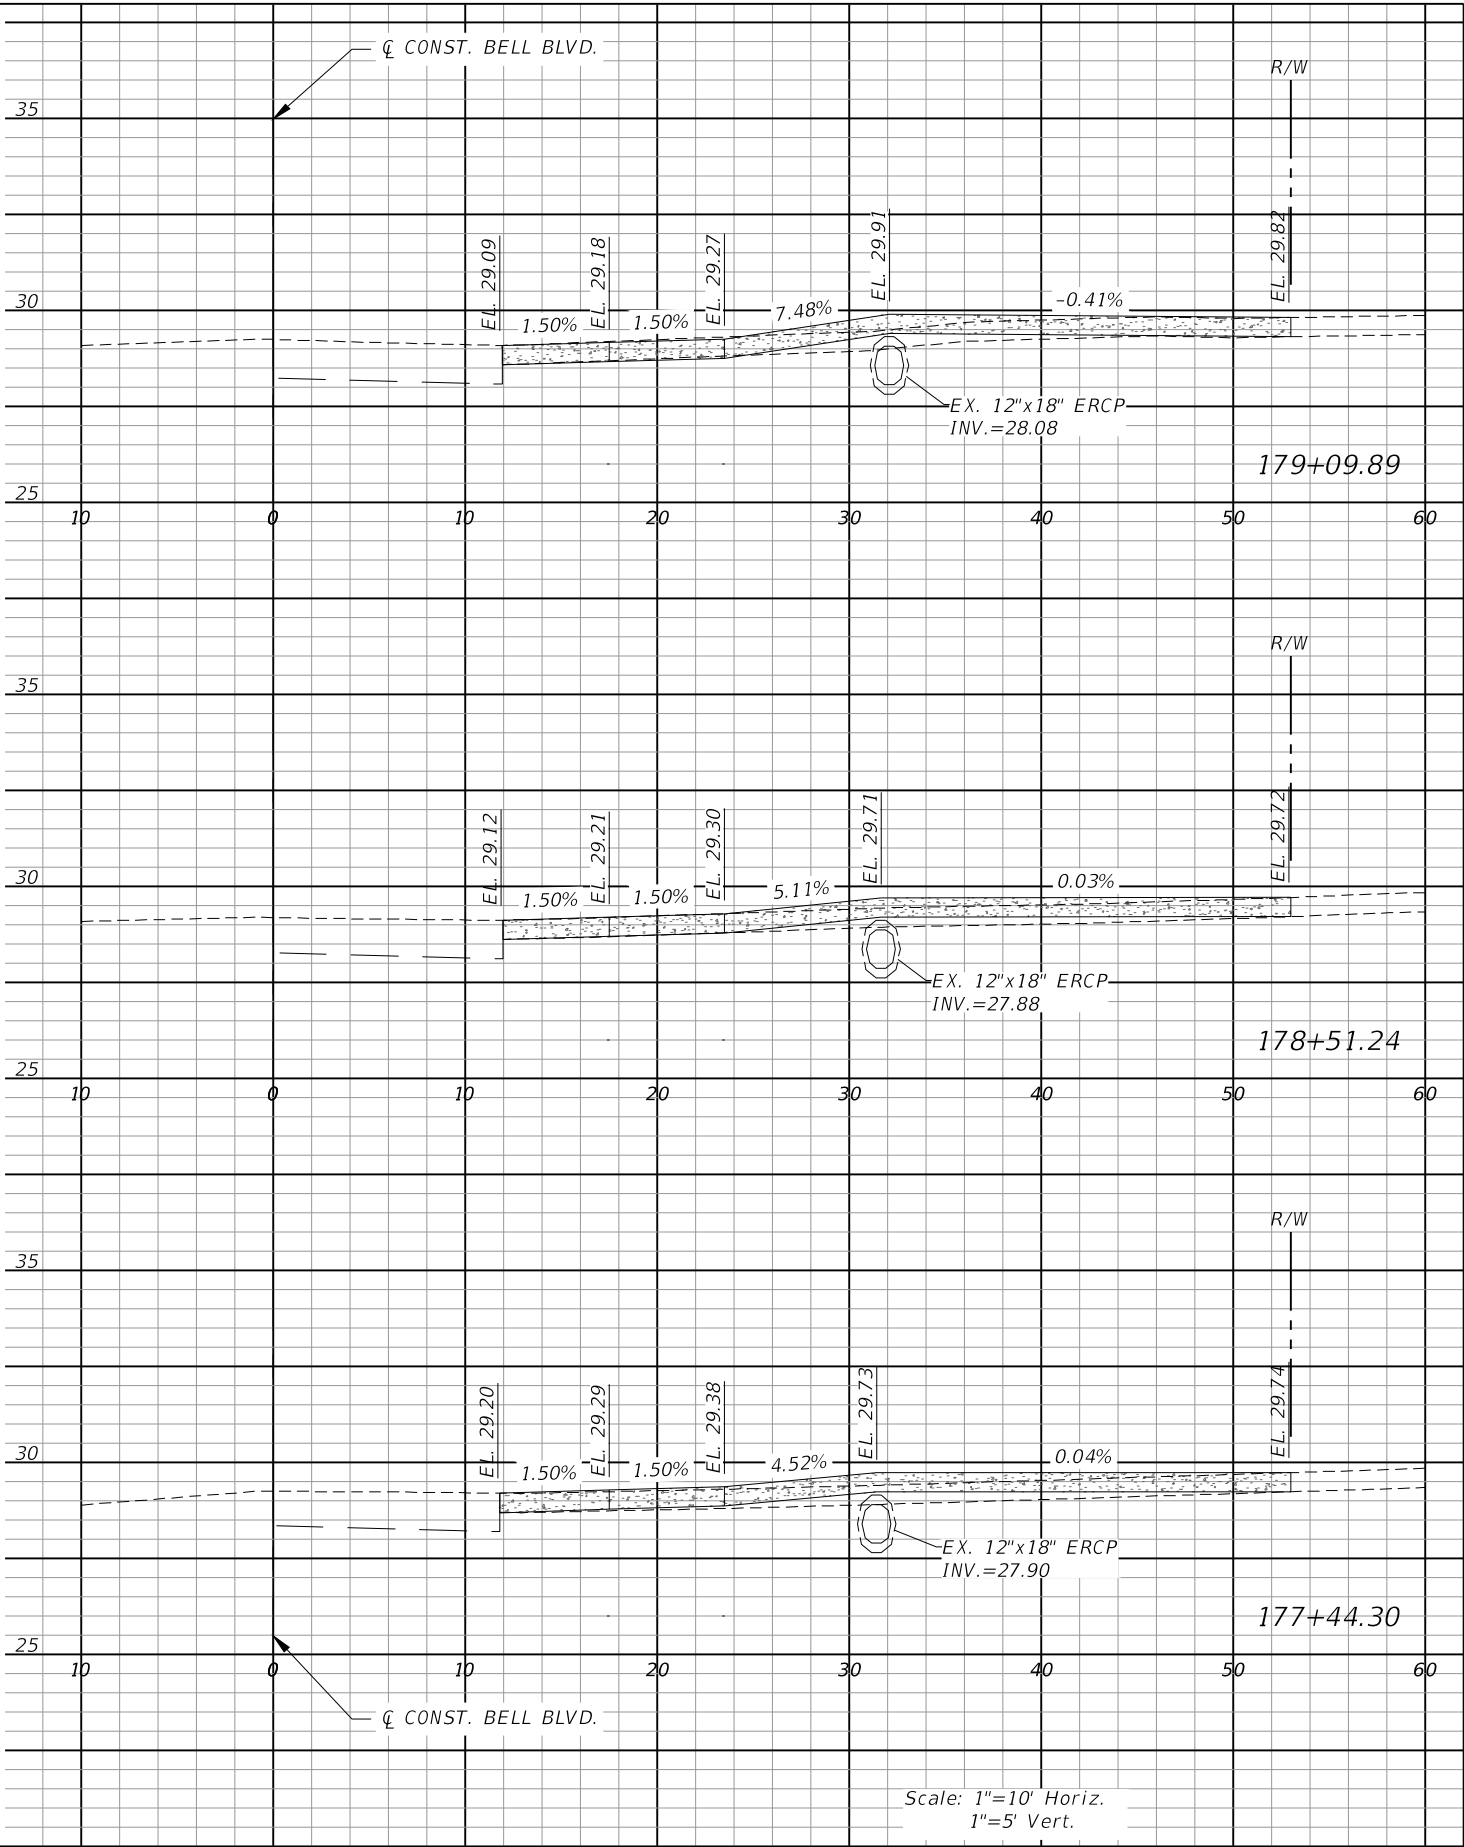 ℄ CONST. BELL BLVD.
R/W
35
EL. 29.09
EL. 29.18
EL. 29.27
EL. 29.91
EL. 29.82
30
1.50%
1.50%
7.48%
-0.41%
EX. 12"x18" ERCP
INV.=28.08
179+09.89
25
10 0 10 20 30 40 50 60
R/W
35
EL. 29.12
EL. 29.21
EL. 29.30
EL. 29.71
EL. 29.72
30
1.50%
1.50%
5.11%
0.03%
EX. 12"x18" ERCP
INV.=27.88
178+51.24
25
10 0 10 20 30 40 50 60
R/W
35
EL. 29.20
EL. 29.29
EL. 29.38
EL. 29.73
EL. 29.74
30
1.50%
1.50%
4.52%
0.04%
EX. 12"x18" ERCP
INV.=27.90
177+44.30
25
10 0 10 20 30 40 50 60
℄ CONST. BELL BLVD.
Scale: 1"=10' Horiz.
1"=5' Vert.